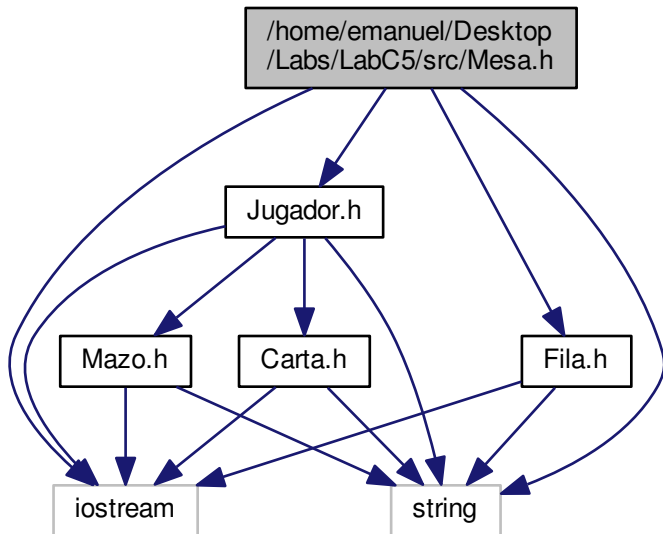 /home/emanuel/Desktop
/Labs/LabC5/src/Mesa.h
Jugador.h
Mazo.h
Carta.h
Fila.h
iostream
string